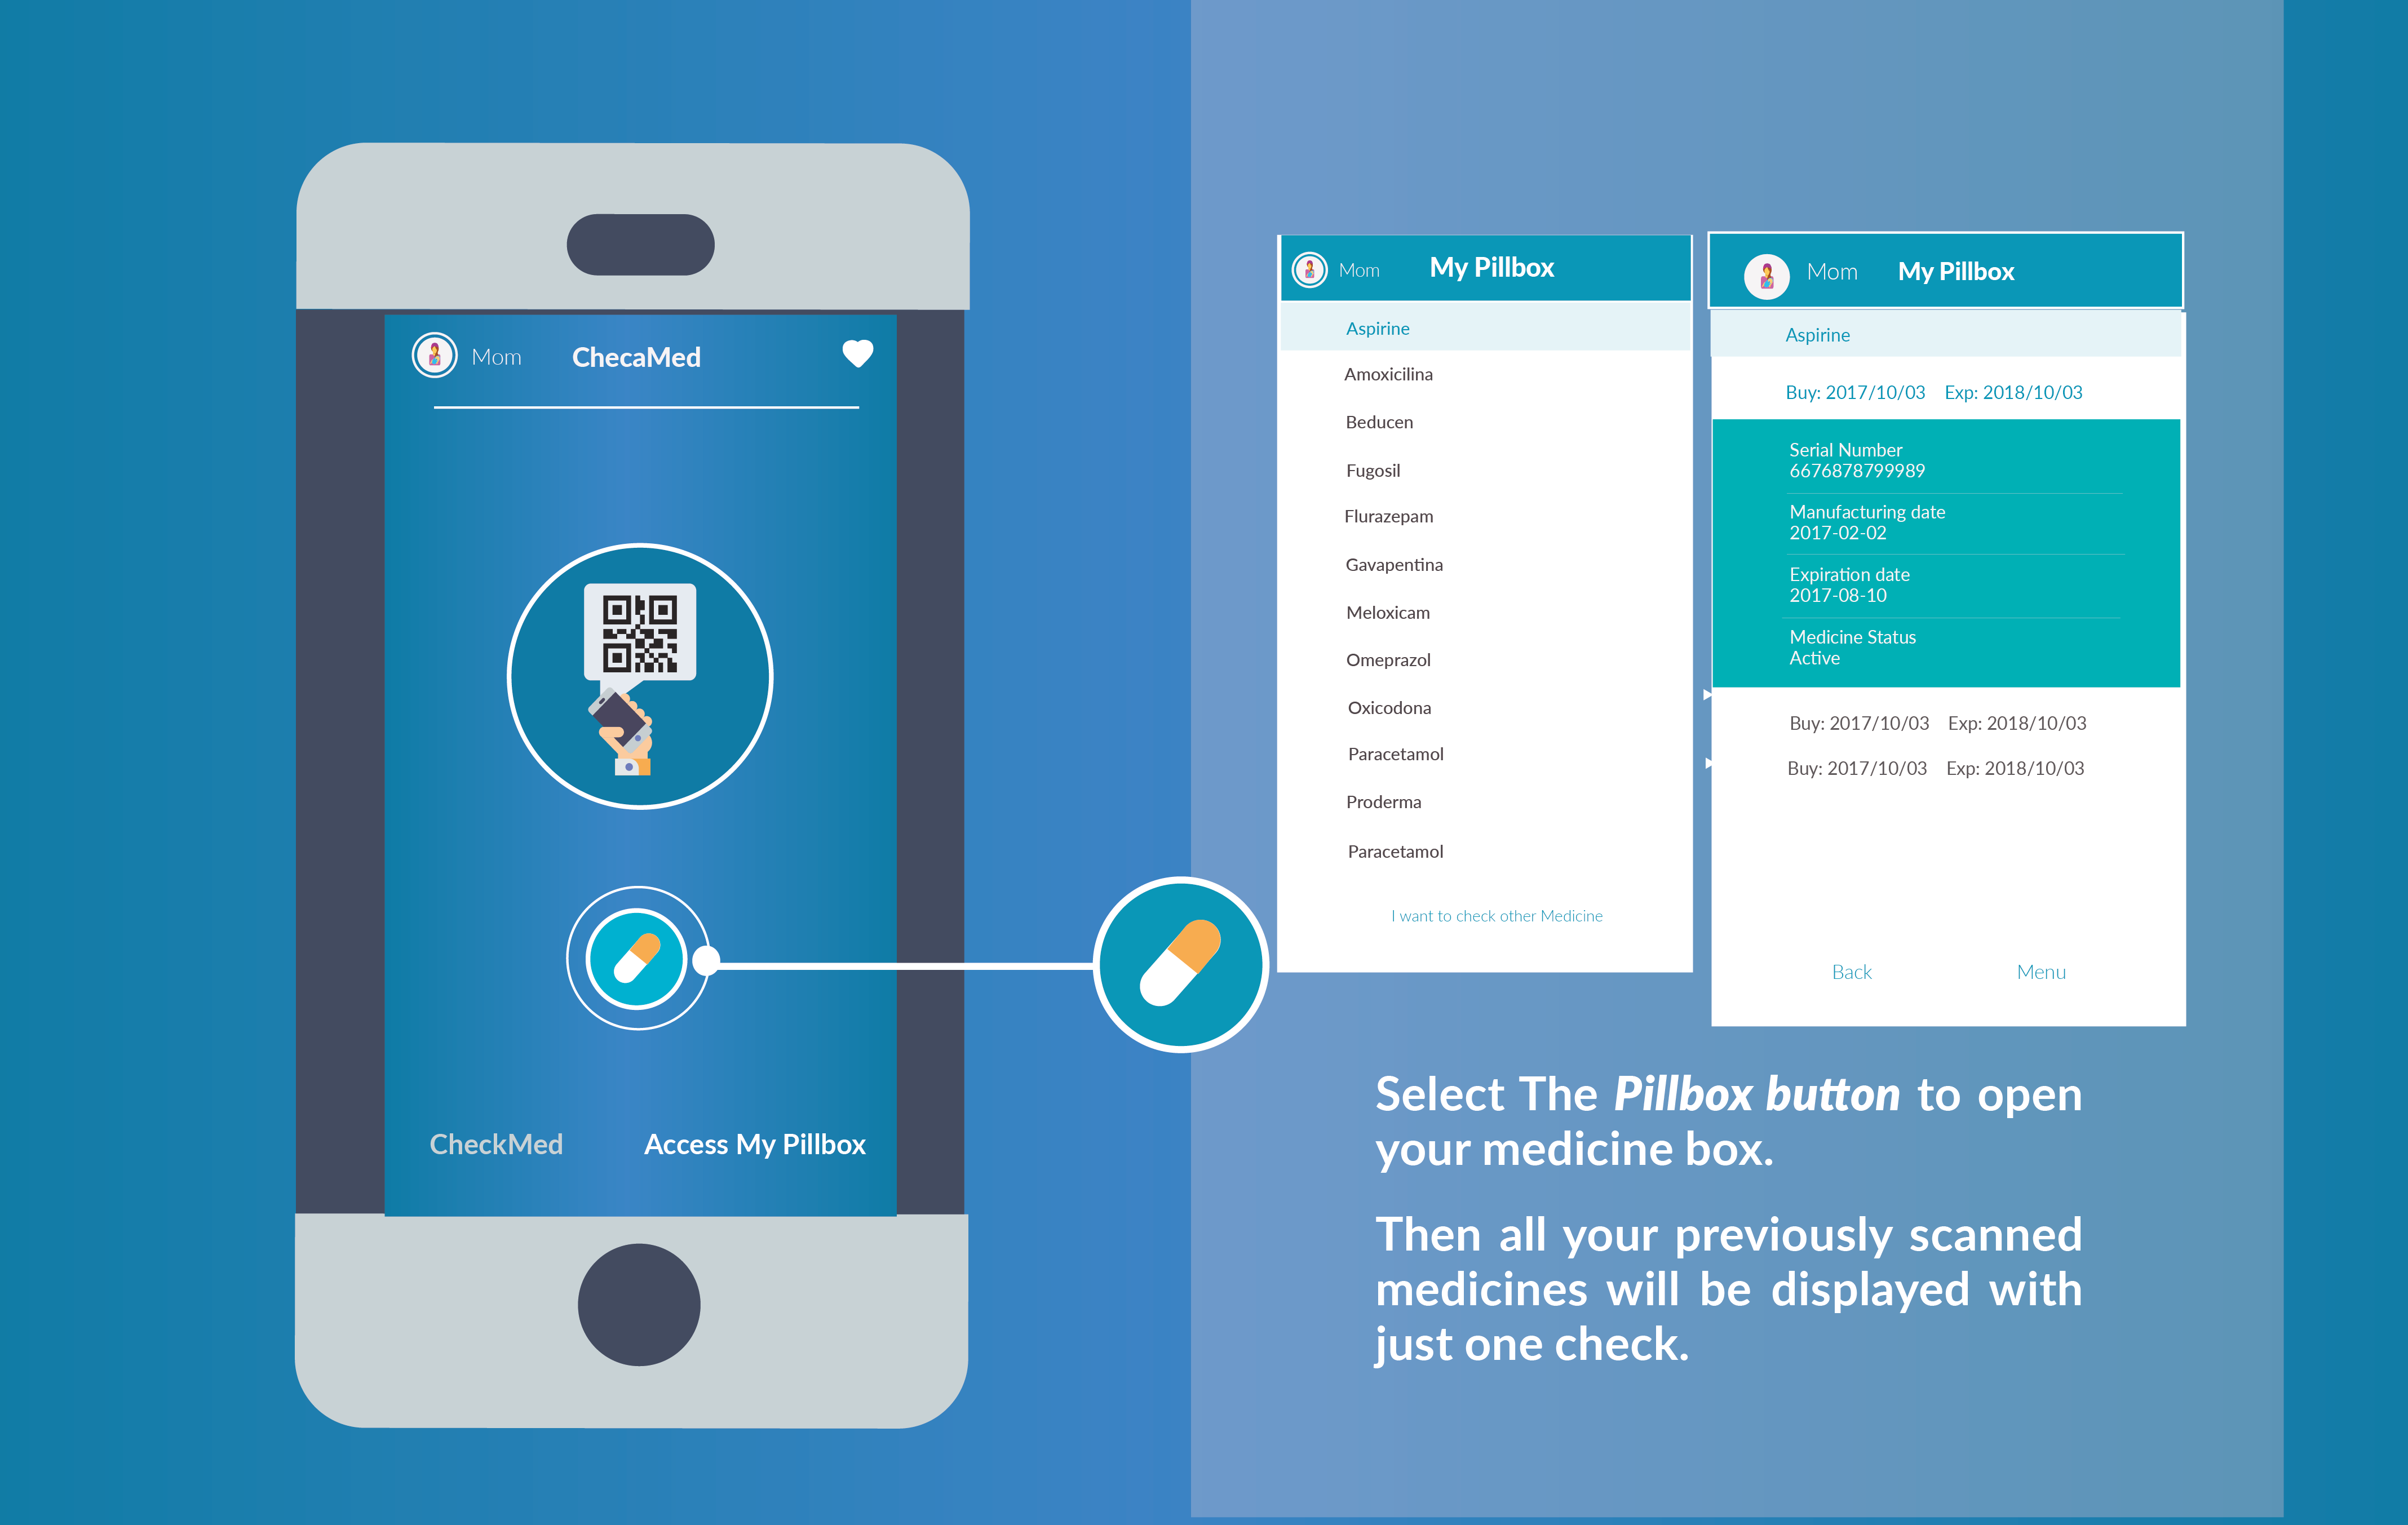 Mom ChecaMed
CheckMed Access My Pillbox
Mom My Pillbox
Aspirine
Amoxicilina
Beducen
Fugosil
Flurazepam
Gavapentina
Meloxicam
Omeprazol
Oxicodona
Paracetamol
Proderma
Paracetamol
I want to check other Medicine
Mom My Pillbox
Aspirine
Buy: 2017/10/03 Exp: 2018/10/03
Serial Number
6676878799989
Manufacturing date
2017-02-02
Expiration date
2017-08-10
Medicine Status
Active
Buy: 2017/10/03 Exp: 2018/10/03
Buy: 2017/10/03 Exp: 2018/10/03
Back Menu
Select The Pillbox button to open
your medicine box.
Then all your previously scanned
medicines will be displayed with
just one check.